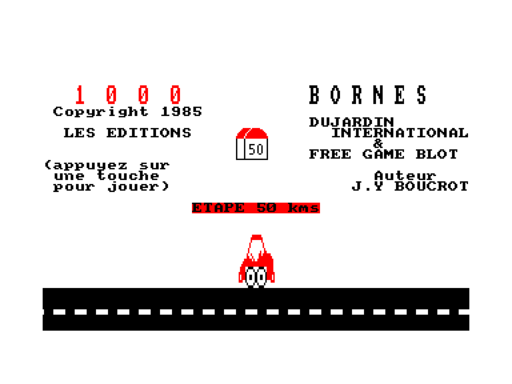 1 0 0 0 BORNES
Copyright 1985
DUJARDIN
LES EDITIONS INTERNATIONAL
&
50
FREE GAME BLOT
(appuyez sur
une touche Auteur
pour jouer) J.Y BOUCROT
ETAPE 50 kms